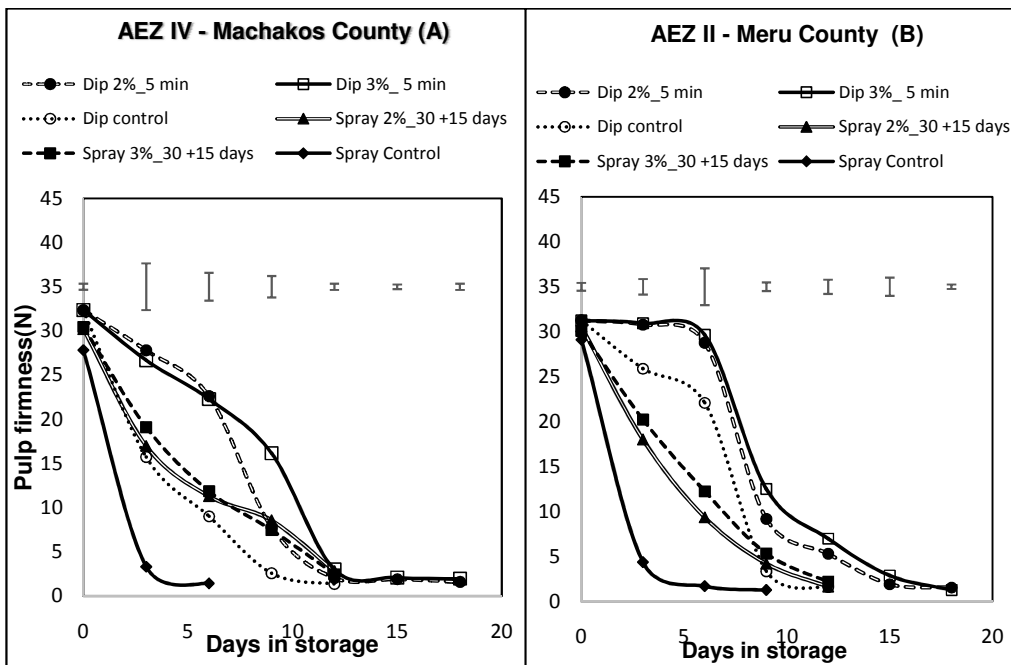 AEZ IV - Machakos County (A)
Dip 2%_5 min
Dip 3%_ 5 min
Dip control
Spray 2%_30 +15 days
Spray 3%_30 +15 days
Spray Control
45
40
35
30
25
20
15
10
5
0
Pulp firmness(N)
0
5
10
15
20
Days in storage
AEZ II - Meru County (B)
Dip 2%_5 min
Dip 3%_ 5 min
Dip control
Spray 2%_30 +15 days
Spray 3%_30 +15 days
Spray Control
45
40
35
30
25
20
15
10
5
0
0
5
10
15
20
Days in storage